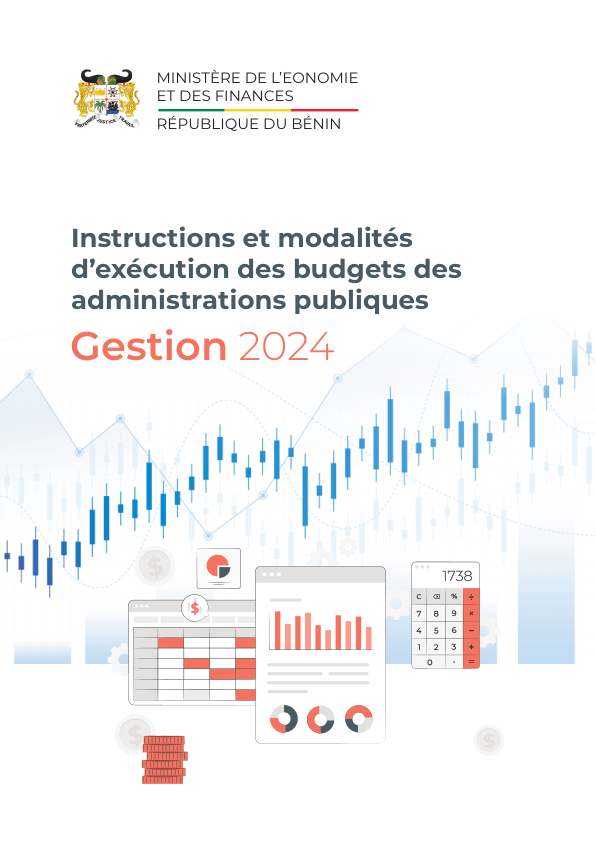 MINISTÈRE DE L'EONOMIE
ET DES FINANCES
RÉPUBLIQUE DU BÉNIN
FRATERNITÉ JUSTICE TRAVAIL
Instructions et modalités
d'exécution des budgets des
administrations publiques
Gestion 2024
$
$
$
$
1738
C ⌫ % ÷
7 8 9 ×
4 5 6 −
1 2 3 +
0 . =